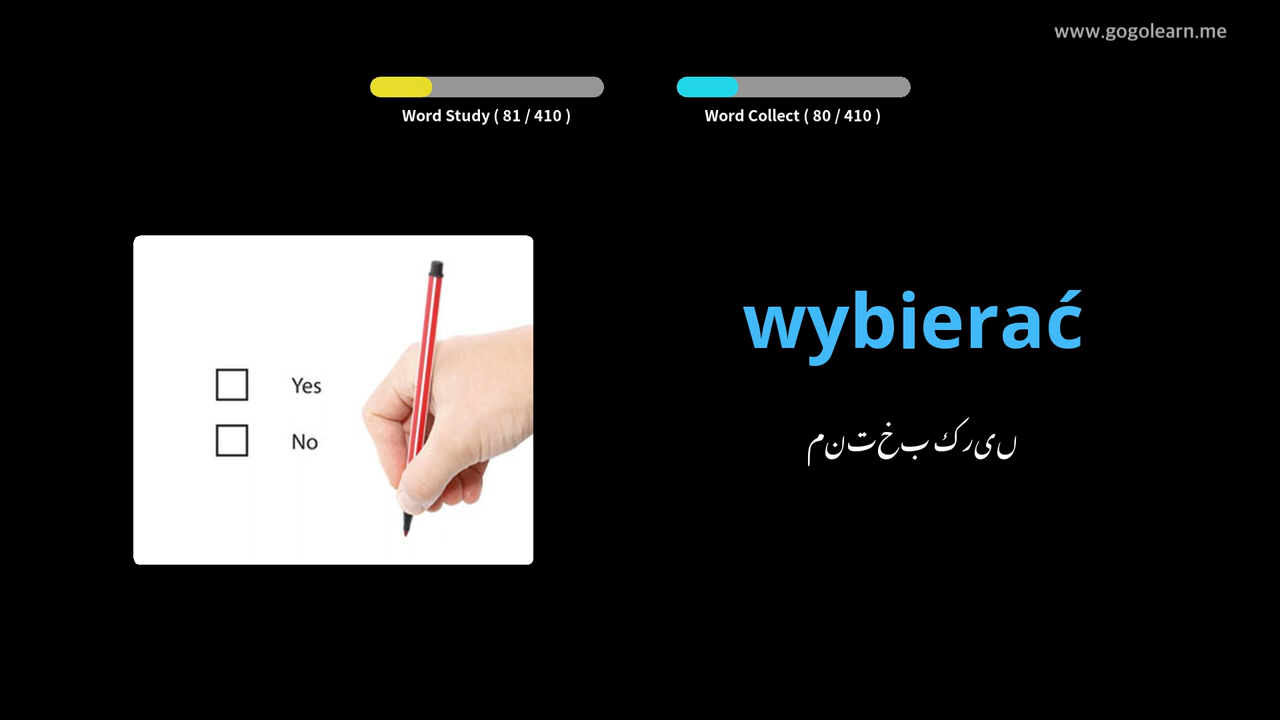 www.gogolearn.me
Word Study ( 81 / 410 )
Word Collect ( 80 / 410 )
Yes
No
wybierać
منتخب کریں